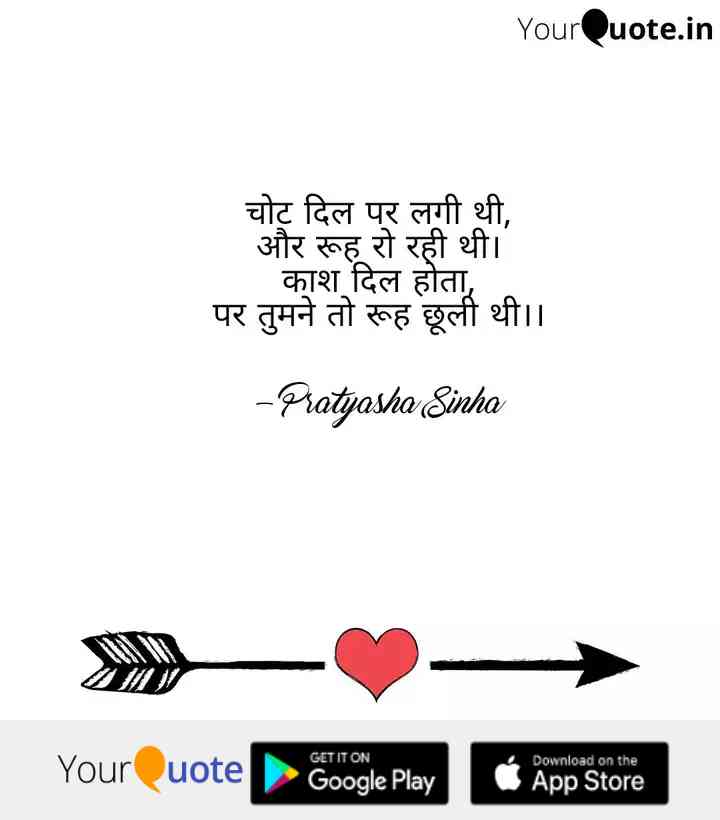 YourQuote.in
चोट दिल पर लगी थी,
और रूह रो रही थी।
काश दिल होता,
पर तुमने तो रूह छूली थी।।
– Pratyasha Sinha
YourQuote
GET IT ON
Google Play
Download on the
App Store